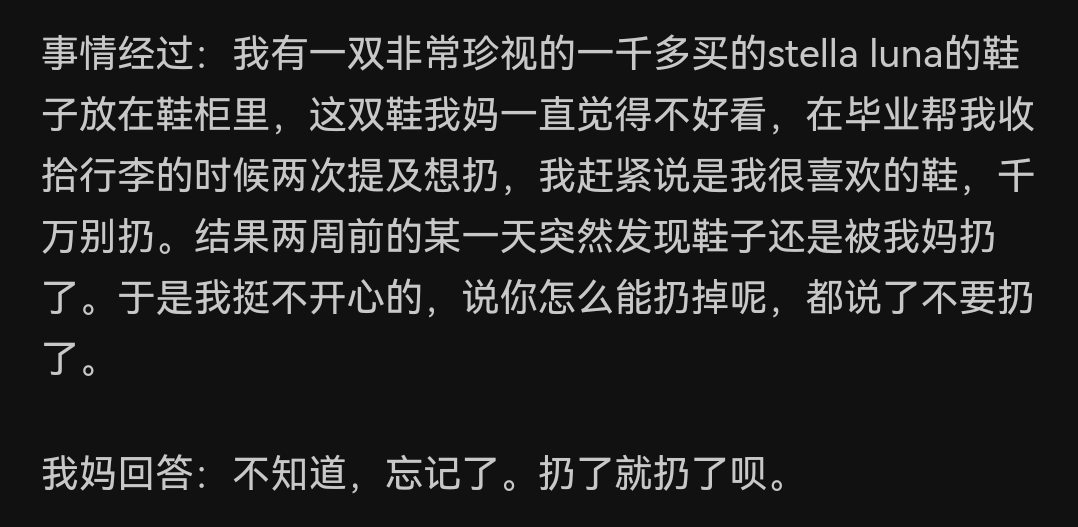 事情经过：我有一双非常珍视的一千多买的stella luna的鞋
子放在鞋柜里，这双鞋我妈一直觉得不好看，在毕业帮我收
拾行李的时候两次提及想扔，我赶紧说是我很喜欢的鞋，千
万别扔。结果两周前的某一天突然发现鞋子还是被我妈扔
了。于是我挺不开心的，说你怎么能扔掉呢，都说了不要扔
了。
我妈回答：不知道，忘记了。扔了就扔了呗。